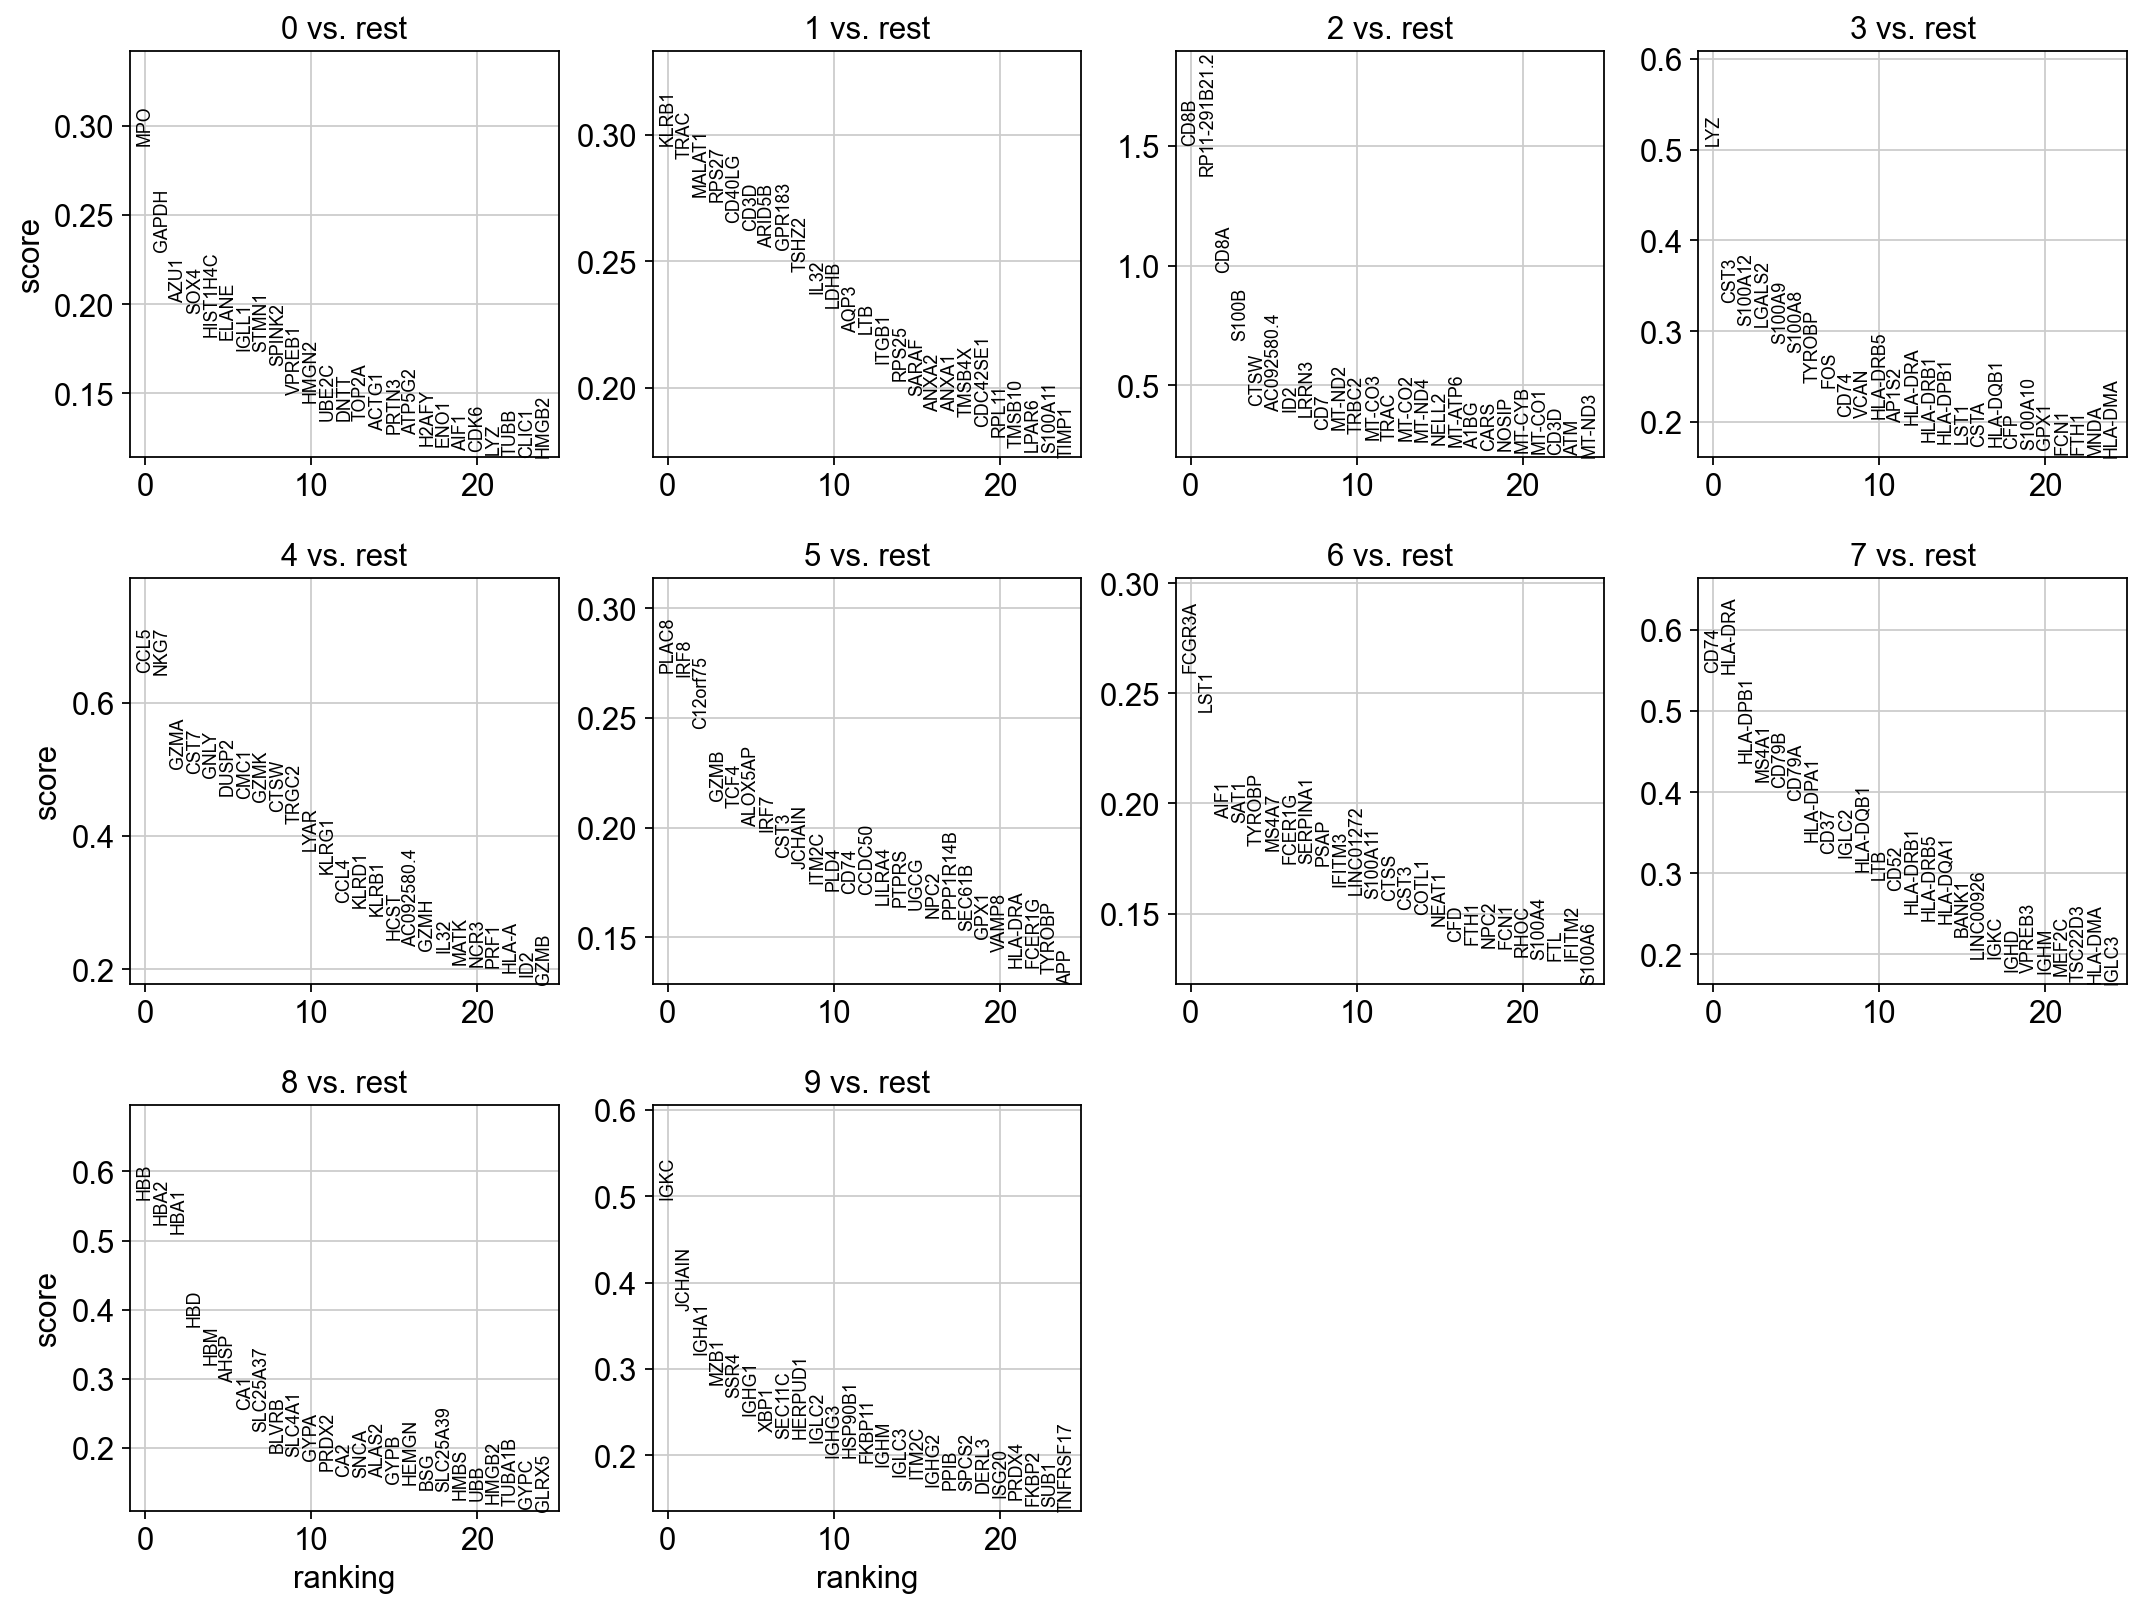 0 vs. rest
score
0.30
0.25
0.20
0.15
MPO
GAPDH
AZU1
SOX4
HIST1H4C
ELANE
IGLL1
STMN1
SPINK2
VPREB1
HMGN2
UBE2C
DNTT
TOP2A
ACTG1
PRTN3
ATP5G2
H2AFY
ENO1
AIF1
CDK6
LYZ
TUBB
CLIC1
HMGB2
0 10 20
1 vs. rest
0.30
0.25
0.20
KLRB1
TRAC
MALAT1
RPS27
CD40LG
CD3D
ARID5B
GPR183
TSHZ2
IL32
LDHB
AQP3
LTB
ITGB1
RPS25
SARAF
ANXA2
ANXA1
TMSB4X
CDC42SE1
RPL11
TMSB10
LPAR6
S100A11
TIMP1
0 10 20
2 vs. rest
1.5
1.0
0.5
CD8B
RP11-291B21.2
CD8A
S100B
CTSW
AC092580.4
ID2
LRRN3
CD7
MT-ND2
TRBC2
MT-CO3
TRAC
MT-CO2
MT-ND4
NELL2
MT-ATP6
A1BG
CARS
NOSIP
MT-CYB
MT-CO1
CD3D
ATM
MT-ND3
0 10 20
3 vs. rest
0.6
0.5
0.4
0.3
0.2
LYZ
CST3
S100A12
LGALS2
S100A9
S100A8
TYROBP
FOS
CD74
VCAN
HLA-DRB5
AP1S2
HLA-DRA
HLA-DRB1
HLA-DPB1
LST1
CSTA
HLA-DQB1
CFP
S100A10
GPX1
FCN1
FTH1
MNDA
HLA-DMA
0 10 20
4 vs. rest
score
0.6
0.4
0.2
CCL5
NKG7
GZMA
CST7
GNLY
DUSP2
CMC1
GZMK
CTSW
TRGC2
LYAR
KLRG1
CCL4
KLRD1
KLRB1
HCST
AC092580.4
GZMH
IL32
MATK
NCR3
PRF1
HLA-A
ID2
GZMB
0 10 20
5 vs. rest
0.30
0.25
0.20
0.15
PLAC8
IRF8
C12orf75
GZMB
TCF4
ALOX5AP
IRF7
CST3
JCHAIN
ITM2C
PLD4
CD74
CCDC50
LILRA4
PTPRS
UGCG
NPC2
PPP1R14B
SEC61B
GPX1
VAMP8
HLA-DRA
FCER1G
TYROBP
APP
0 10 20
6 vs. rest
0.30
0.25
0.20
0.15
FCGR3A
LST1
AIF1
SAT1
TYROBP
MS4A7
FCER1G
SERPINA1
PSAP
IFITM3
LINC01272
S100A11
CTSS
CST3
COTL1
NEAT1
CFD
FTH1
NPC2
FCN1
RHOC
S100A4
FTL
IFITM2
S100A6
0 10 20
7 vs. rest
0.6
0.5
0.4
0.3
0.2
CD74
HLA-DRA
HLA-DPB1
MS4A1
CD79B
CD79A
HLA-DPA1
CD37
IGLC2
HLA-DQB1
LTB
CD52
HLA-DRB1
HLA-DRB5
HLA-DQA1
BANK1
LINC00926
IGKC
IGHD
VPREB3
IGHM
MEF2C
TSC22D3
HLA-DMA
IGLC3
0 10 20
8 vs. rest
score
0.6
0.5
0.4
0.3
0.2
HBB
HBA2
HBA1
HBD
HBM
AHSP
CA1
SLC25A37
BLVRB
SLC4A1
GYPA
PRDX2
CA2
SNCA
ALAS2
GYPB
HEMGN
BSG
SLC25A39
HMBS
UBB
HMGB2
TUBA1B
GYPC
GLRX5
0 10 20
ranking
9 vs. rest
0.6
0.5
0.4
0.3
0.2
IGKC
JCHAIN
IGHA1
MZB1
SSR4
IGHG1
XBP1
SEC11C
HERPUD1
IGLC2
IGHG3
HSP90B1
FKBP11
IGHM
IGLC3
ITM2C
IGHG2
PPIB
SPCS2
DERL3
ISG20
PRDX4
FKBP2
SUB1
TNFRSF17
0 10 20
ranking